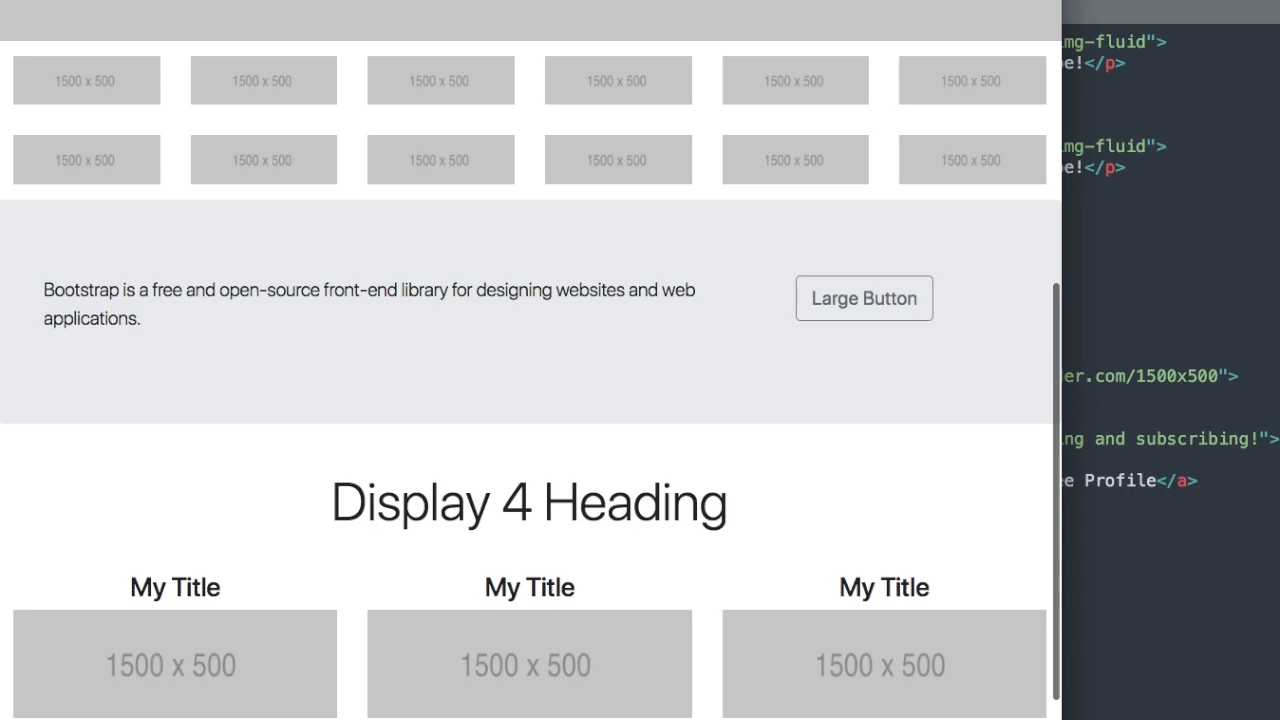 1500 x 500 1500 x 500 1500 x 500 1500 x 500 1500 x 500 1500 x 500
1500 x 500 1500 x 500 1500 x 500 1500 x 500 1500 x 500 1500 x 500
Bootstrap is a free and open-source front-end library for designing websites and web
applications.
Large Button
Display 4 Heading
My Title My Title My Title
1500 x 500 1500 x 500 1500 x 500
mg-fluid">
e!</p>
mg-fluid">
e!</p>
er.com/1500x500">
ng and subscribing!">
e Profile</a>